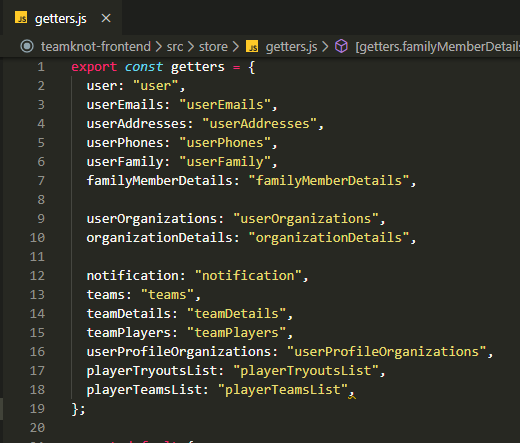 JS getters.js ×
teamknot-frontend > src > store > JS getters.js > [getters.familyMemberDetails
1 export const getters = {
2 user: "user",
3 userEmails: "userEmails",
4 userAddresses: "userAddresses",
5 userPhones: "userPhones",
6 userFamily: "userFamily",
7 familyMemberDetails: "familyMemberDetails",
8
9 userOrganizations: "userOrganizations",
10 organizationDetails: "organizationDetails",
11
12 notification: "notification",
13 teams: "teams",
14 teamDetails: "teamDetails",
15 teamPlayers: "teamPlayers",
16 userProfileOrganizations: "userProfileOrganizations",
17 playerTryoutsList: "playerTryoutsList",
18 playerTeamsList: "playerTeamsList",
19 };
20